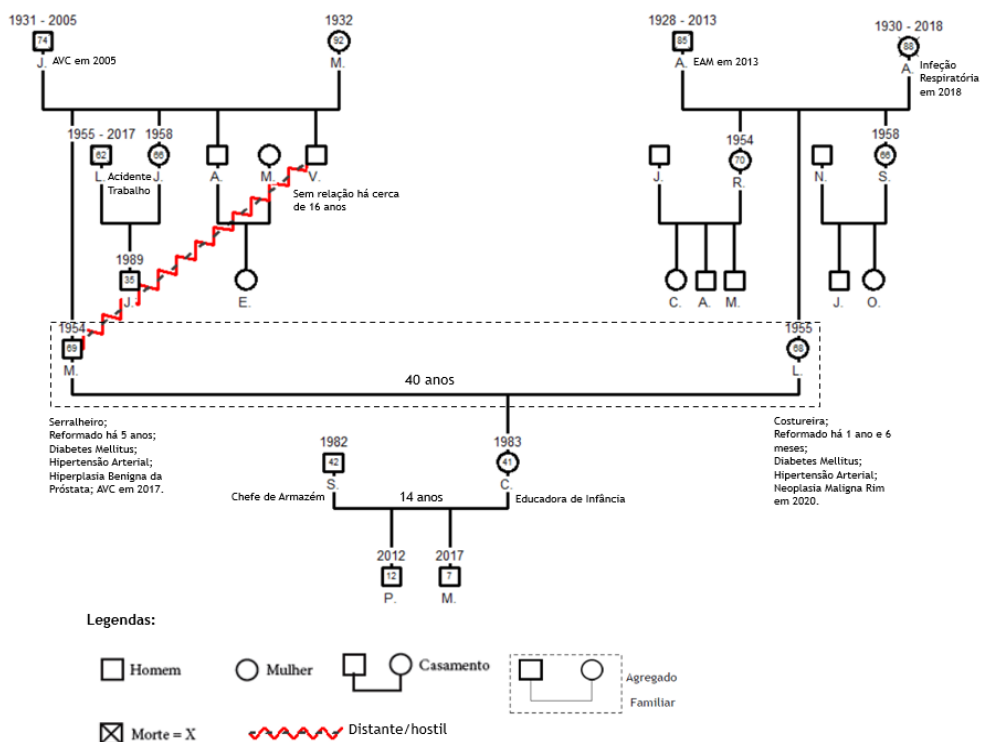 1931 - 2005
1932
1928 - 2013
1930 - 2018
74
92
85
88
J.
AVC em 2005
M.
A.
EAM em 2013
A.
Infeção
Respiratória
em 2018
1955 - 2017
1958
1954
1958
62
66
70
66
L.
Acidente
Trabalho
J.
A.
M.
V.
J.
R.
N.
S.
Sem relação há cerca
de 16 anos
1989
35
J.
E.
C.
A.
M.
J.
O.
1954
1955
69
68
M.
L.
40 anos
Serralheiro;
Reformado há 5 anos;
Diabetes Mellitus;
Hipertensão Arterial;
Hiperplasia Benigna da
Próstata; AVC em 2017.
Costureira;
Reformado há 1 ano e 6
meses;
Diabetes Mellitus;
Hipertensão Arterial;
Neoplasia Maligna Rim
em 2020.
1982
1983
42
41
S.
C.
Chefe de Armazém
14 anos
Educadora de Infância
2012
2017
12
7
P.
M.
Legendas:
Homem
Mulher
Casamento
Agregado
Familiar
Morte = X
Distante/hostil